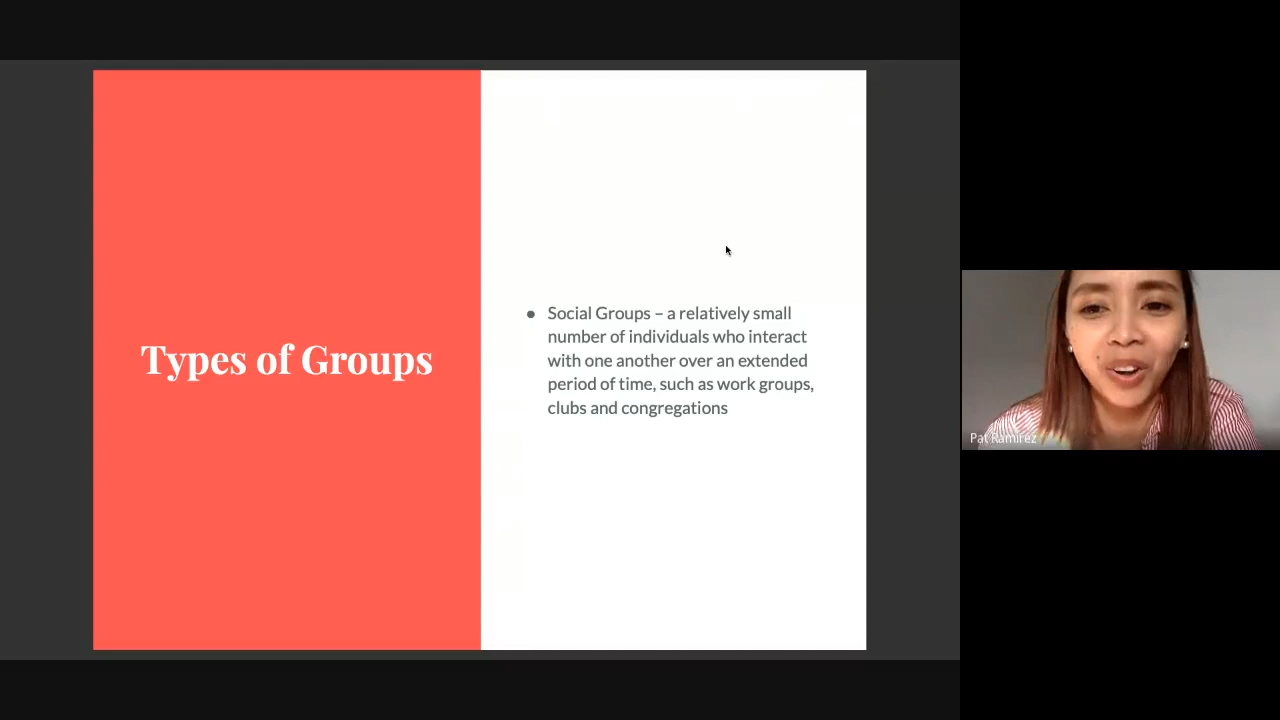 Types of Groups
● Social Groups – a relatively small
number of individuals who interact
with one another over an extended
period of time, such as work groups,
clubs and congregations
Pat Ramirez